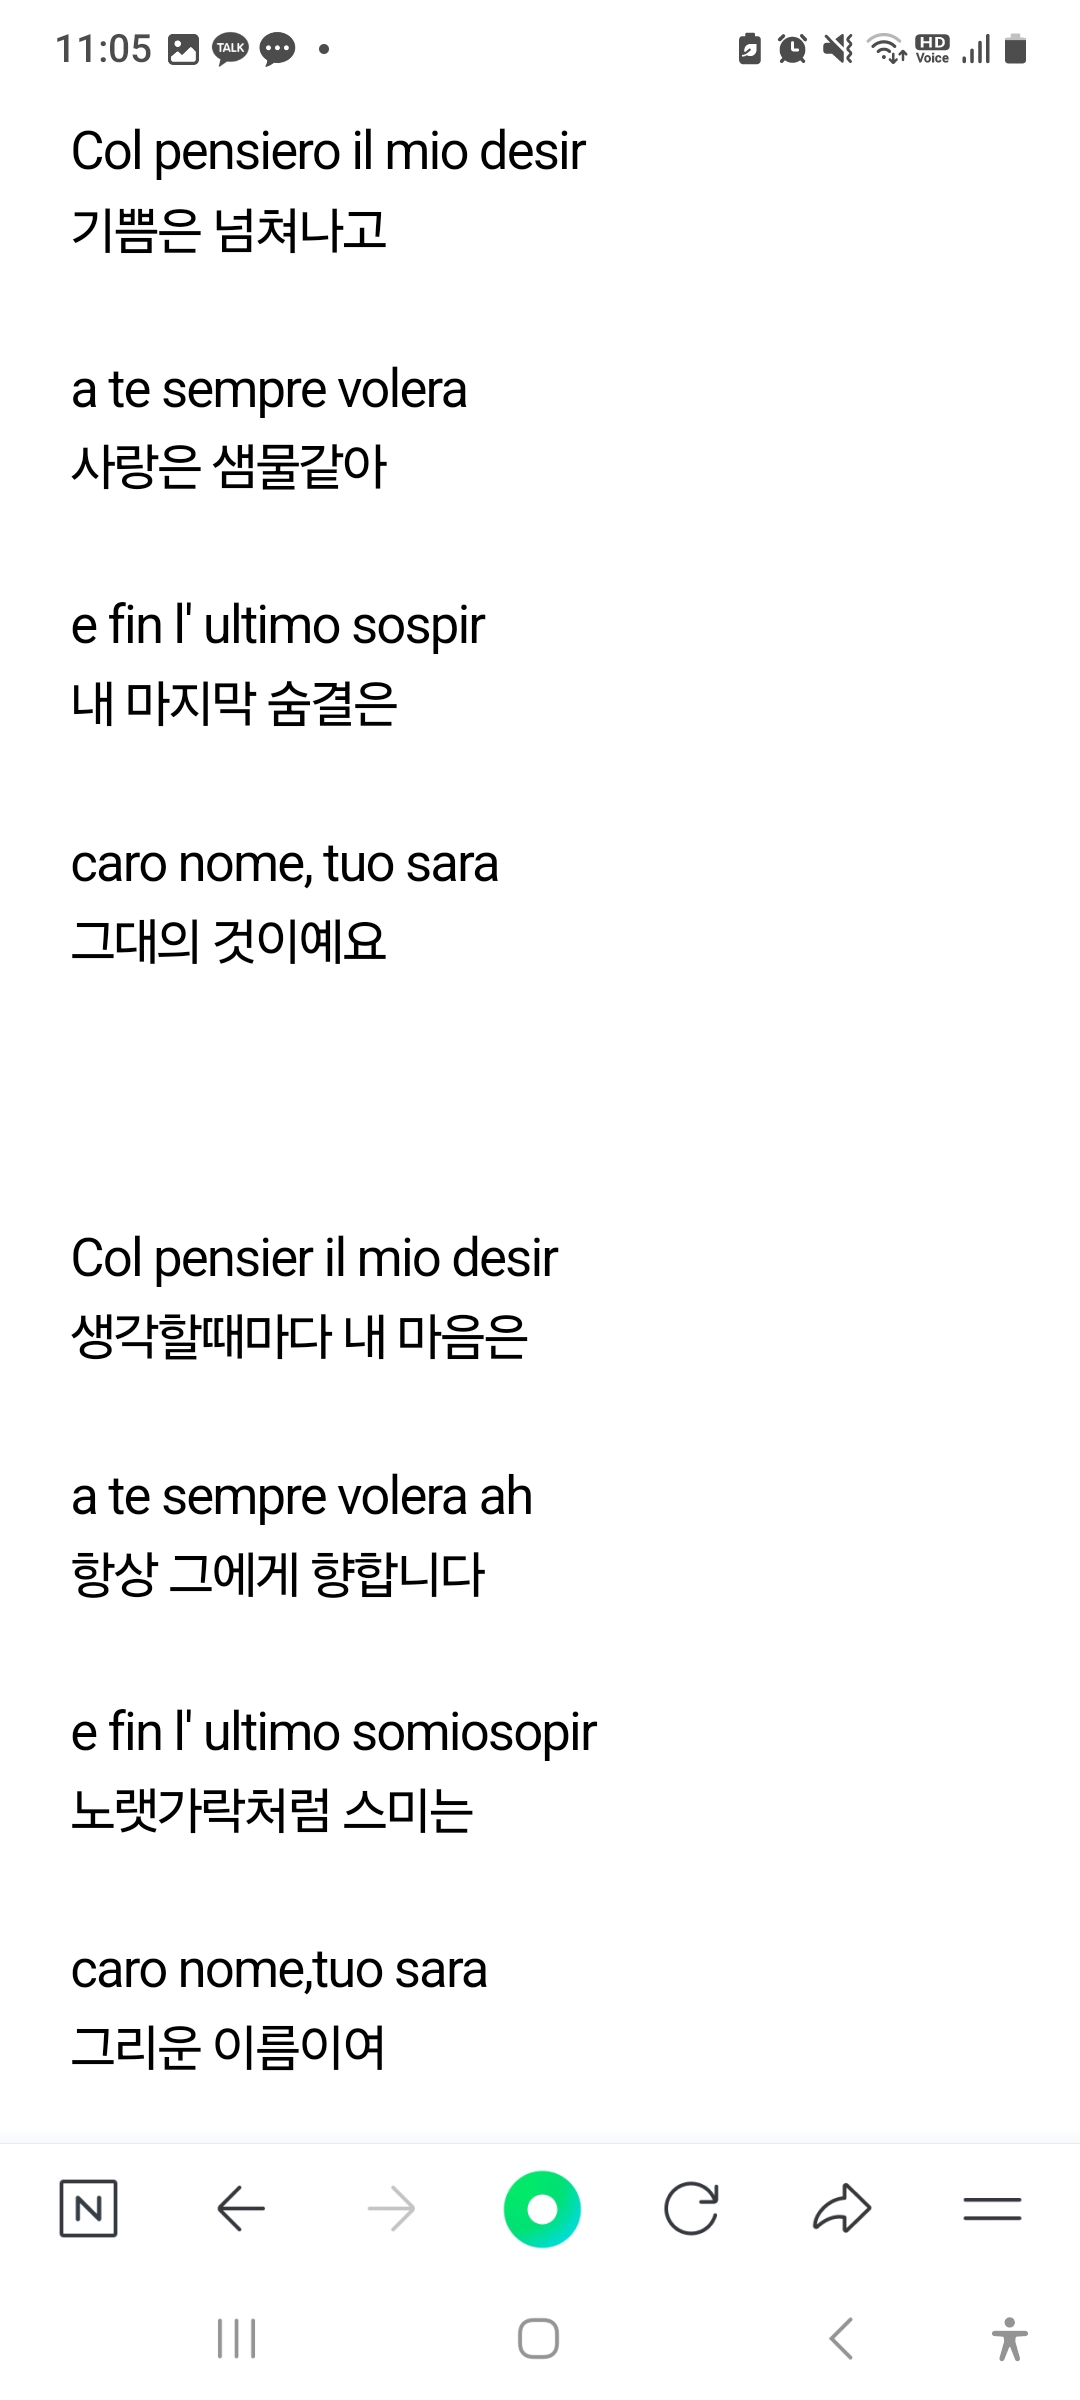 11:05 TALK HD Voice
Col pensiero il mio desir
기쁨은 넘쳐나고
a te sempre volera
사랑은 샘물같아
e fin l' ultimo sospir
내 마지막 숨결은
caro nome, tuo sara
그대의 것이예요
Col pensier il mio desir
생각할때마다 내 마음은
a te sempre volera ah
항상 그에게 향합니다
e fin l' ultimo somiosopir
노랫가락처럼 스미는
caro nome,tuo sara
그리운 이름이여
N